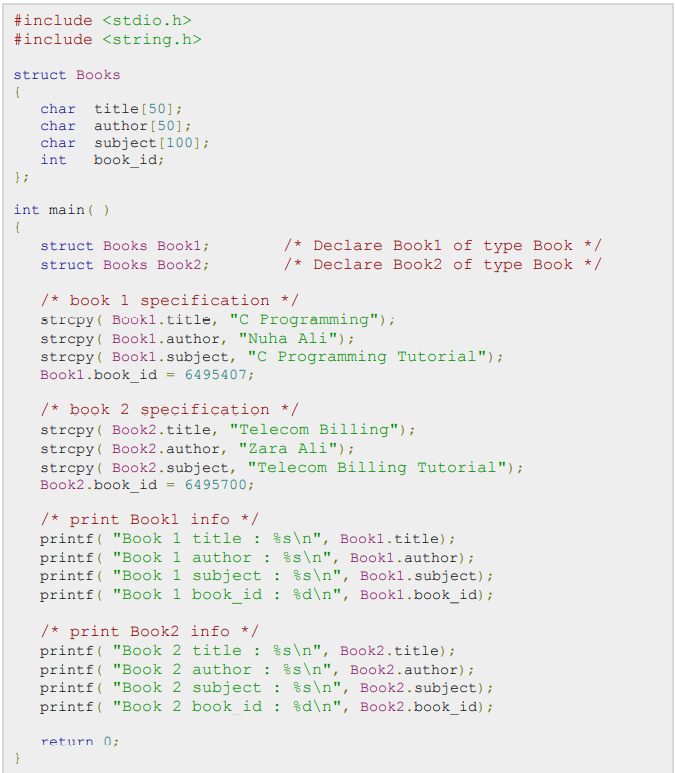 #include <stdio.h>
#include <string.h>

struct Books
{
   char  title[50];
   char  author[50];
   char  subject[100];
   int   book_id;
};

int main( )
{
   struct Books Book1;        /* Declare Book1 of type Book */
   struct Books Book2;        /* Declare Book2 of type Book */

   /* book 1 specification */
   strcpy( Book1.title, "C Programming");
   strcpy( Book1.author, "Nuha Ali");
   strcpy( Book1.subject, "C Programming Tutorial");
   Book1.book_id = 6495407;

   /* book 2 specification */
   strcpy( Book2.title, "Telecom Billing");
   strcpy( Book2.author, "Zara Ali");
   strcpy( Book2.subject, "Telecom Billing Tutorial");
   Book2.book_id = 6495700;

   /* print Book1 info */
   printf( "Book 1 title : %s\n", Book1.title);
   printf( "Book 1 author : %s\n", Book1.author);
   printf( "Book 1 subject : %s\n", Book1.subject);
   printf( "Book 1 book_id : %d\n", Book1.book_id);

   /* print Book2 info */
   printf( "Book 2 title : %s\n", Book2.title);
   printf( "Book 2 author : %s\n", Book2.author);
   printf( "Book 2 subject : %s\n", Book2.subject);
   printf( "Book 2 book_id : %d\n", Book2.book_id);

   return 0;
}